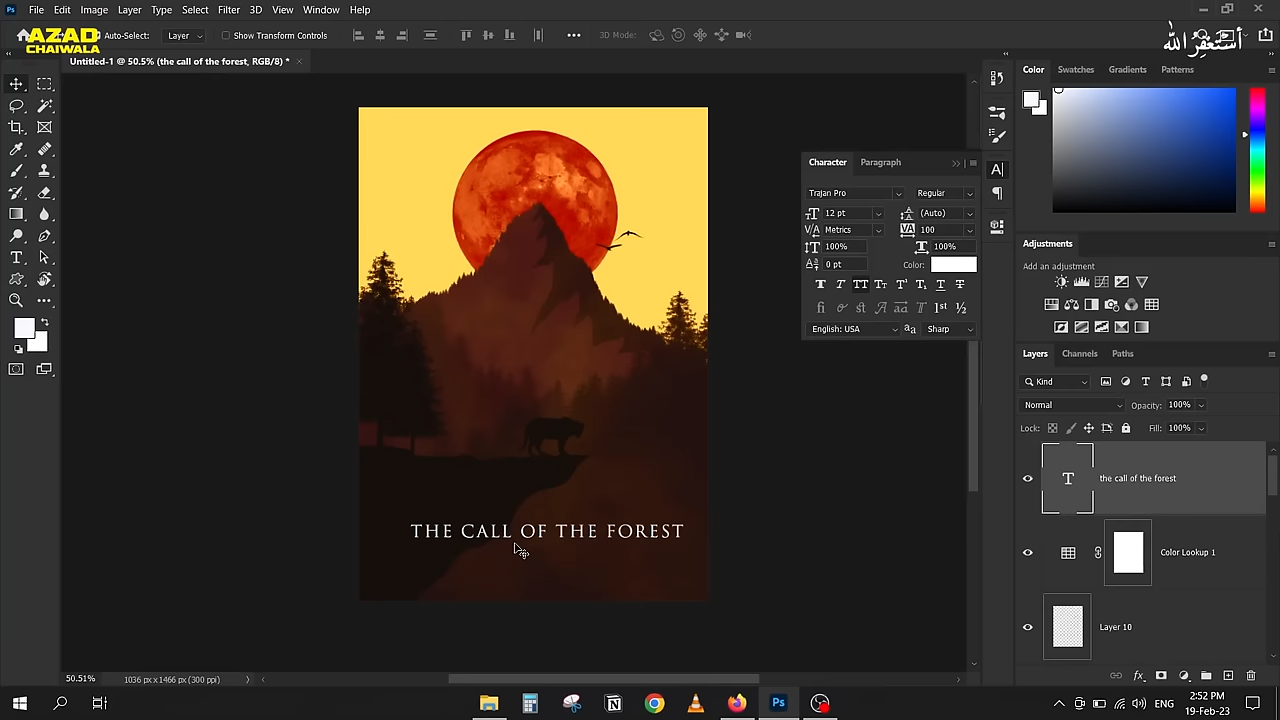 Ps File Edit Image Layer Type Select Filter 3D View Window Help
AZAD
CHAIWALA
Auto-Select: Layer Show Transform Controls 3D Mode:
أستغفر الله
Untitled-1 @ 50.5% (the call of the forest, RGB/8) *
Color Swatches Gradients Patterns
Character Paragraph
Trajan Pro Regular
12 pt (Auto)
Metrics 100
100% 100%
0 pt Color:
English: USA aa Sharp
Adjustments
Add an adjustment
Layers Channels Paths
Kind
Normal Opacity: 100%
Lock: Fill: 100%
the call of the forest
Color Lookup 1
Layer 10
THE CALL OF THE FOREST
50.51% 1036 px x 1466 px (300 ppi)
ENG
2:52 PM
19-Feb-23